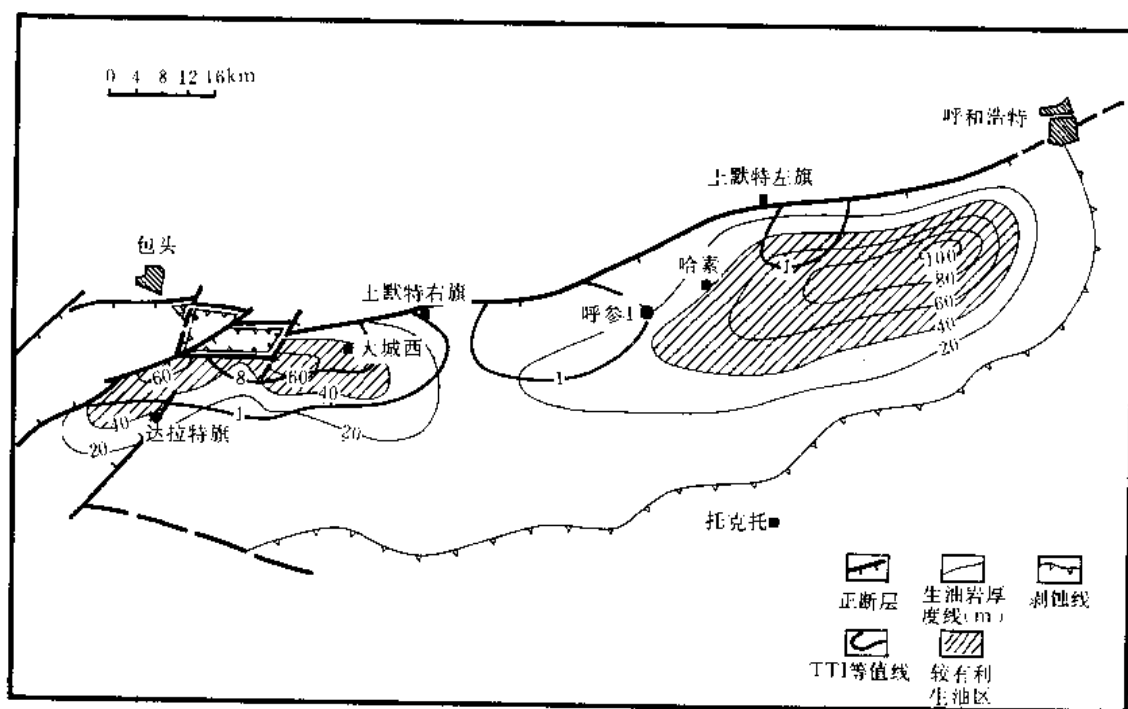 0 4 8 12 16km
呼和浩特
土默特左旗
包头
哈素
100
1
80
土默特右旗
呼参1
60
大城西
40
60
8
60
20
40
1
40
1
20
达拉特旗
20
托克托
正断层
生油岩厚
度线(m)
剥蚀线
TTI等值线
较有利
生油区